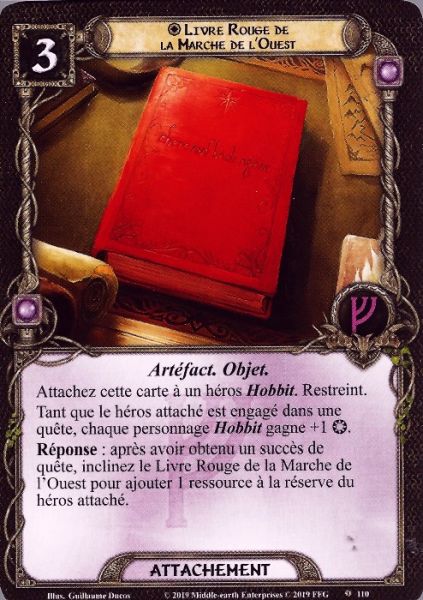 Livre Rouge de
la Marche de l'Ouest
3
Artéfact. Objet.
Attachez cette carte à un héros Hobbit. Restreint.
Tant que le héros attaché est engagé dans une
quête, chaque personnage Hobbit gagne +1
Réponse : après avoir obtenu un succès de
quête, inclinez le Livre Rouge de la Marche de
l'Ouest pour ajouter 1 ressource à la réserve du
héros attaché.
ATTACHEMENT
Illus. Guillaume Ducos © 2019 Middle-earth Enterprises © 2019 FFG 110